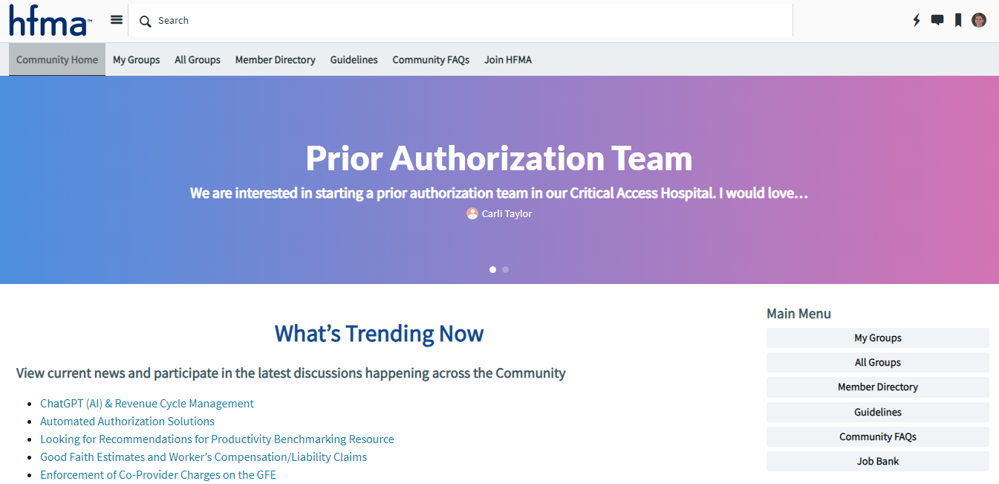 hfma™
Search
Community Home My Groups All Groups Member Directory Guidelines Community FAQs Join HFMA
Prior Authorization Team
We are interested in starting a prior authorization team in our Critical Access Hospital. I would love…
Carli Taylor
What’s Trending Now
View current news and participate in the latest discussions happening across the Community
ChatGPT (AI) & Revenue Cycle Management
Automated Authorization Solutions
Looking for Recommendations for Productivity Benchmarking Resource
Good Faith Estimates and Worker’s Compensation/Liability Claims
Enforcement of Co-Provider Charges on the GFE
Main Menu
My Groups
All Groups
Member Directory
Guidelines
Community FAQs
Job Bank